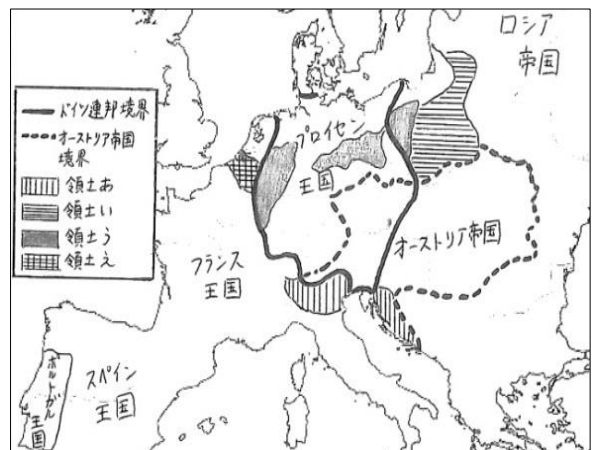 ロシア
帝国
ドイツ連邦境界
オーストリア帝国
境界
領土あ
領土い
領土う
領土え
プロイセン
王国
オーストリア帝国
フランス
王国
スペイン
王国
ポルトガル
王国